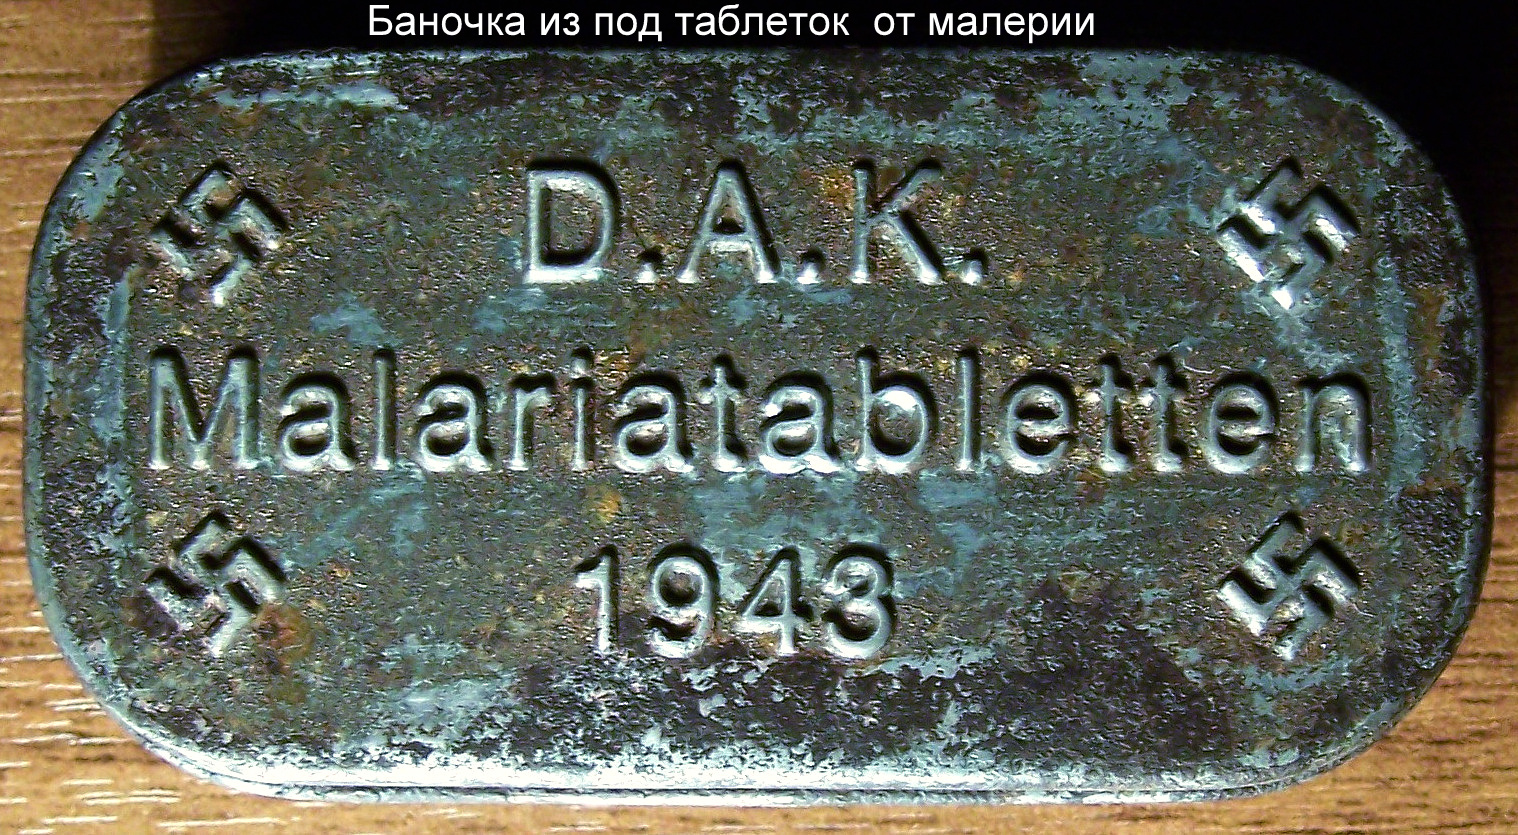 Баночка из под таблеток от малерии
D.A.K.
Malariatabletten
1943